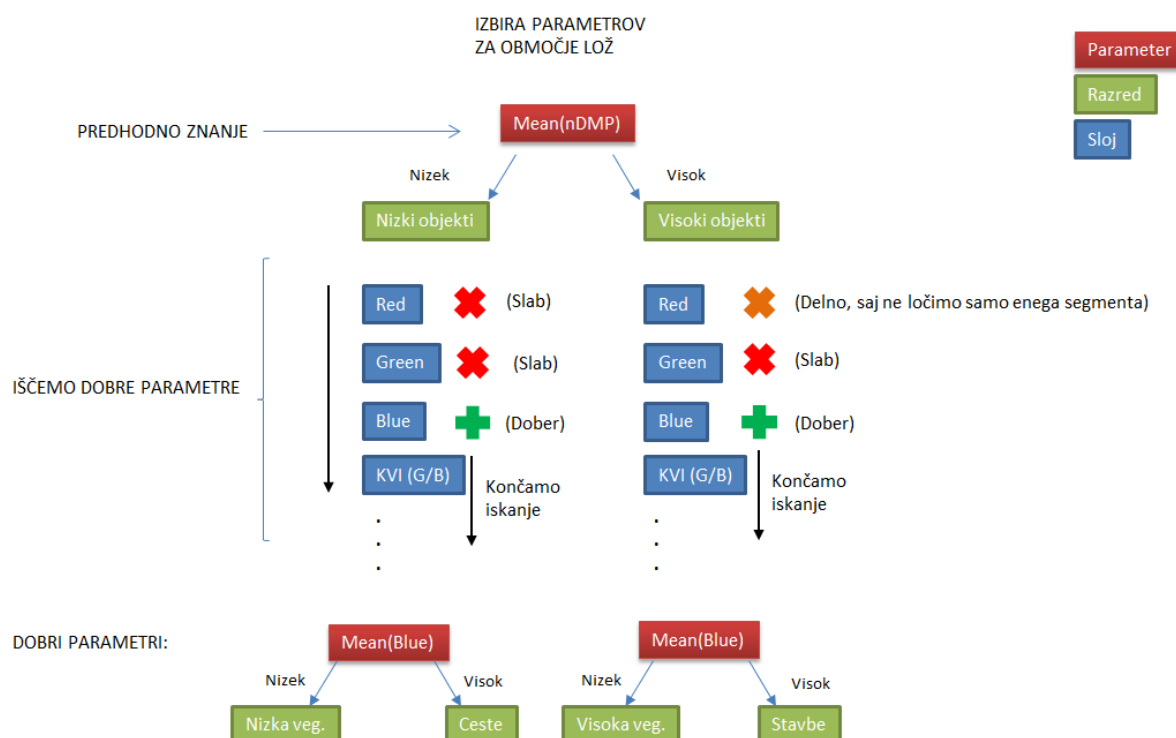 IZBIRA PARAMETROV
ZA OBMOČJE LOŽ
Parameter
Razred
Sloj
PREDHODNO ZNANJE
Mean(nDMP)
Nizek
Visok
Nizki objekti
Visoki objekti
IŠČEMO DOBRE PARAMETRE
Red
(Slab)
Green
(Slab)
Blue
(Dober)
KVI (G/B)
Končamo
iskanje
.
.
.
Red
(Delno, saj ne ločimo samo enega segmenta)
Green
(Slab)
Blue
(Dober)
KVI (G/B)
Končamo
iskanje
.
.
.
DOBRI PARAMETRI:
Mean(Blue)
Nizek
Visok
Nizka veg.
Ceste
Mean(Blue)
Nizek
Visok
Visoka veg.
Stavbe